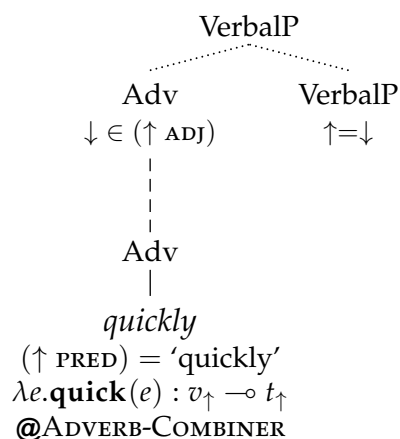 VerbalP
Adv VerbalP
↓ ∈ (↑ ADJ) ↑=↓
Adv
quickly
(↑ PRED) = ‘quickly’
λe.quick(e) : v↑ ⊸ t↑
@ADVERB-COMBINER